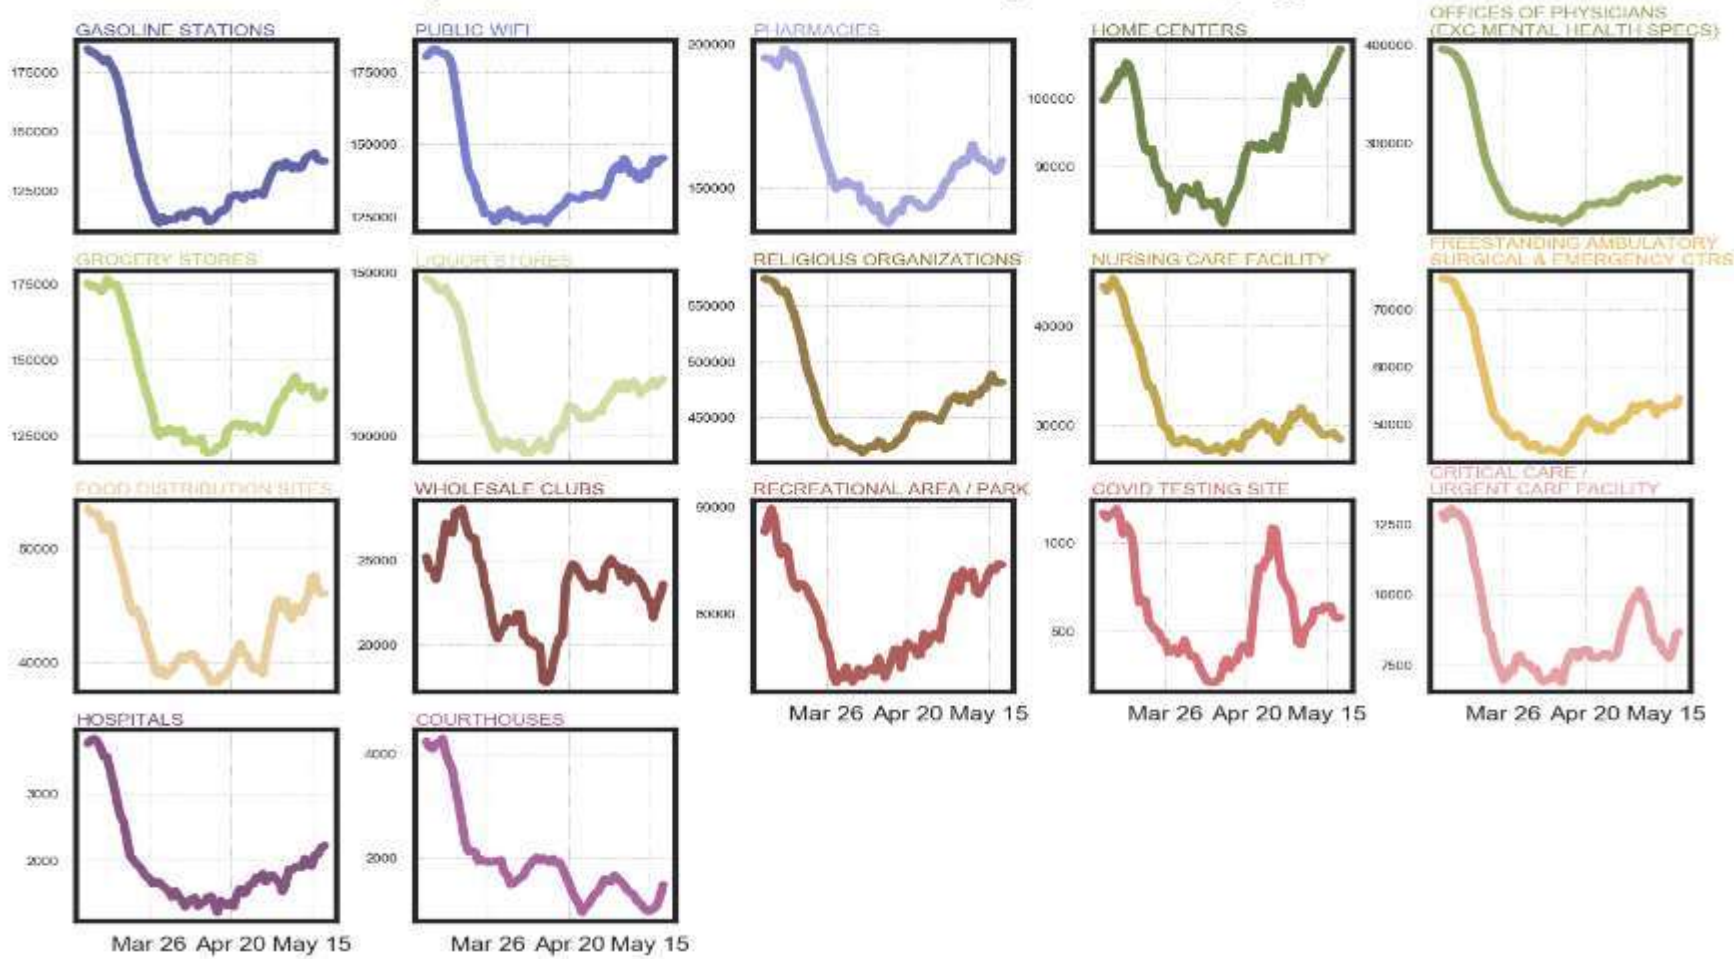 GASOLINE STATIONS
175000
150000
125000
PUBLIC WIFI
175000
150000
125000
PHARMACIES
200000
150000
HOME CENTERS
100000
90000
OFFICES OF PHYSICIANS
(EXC MENTAL HEALTH SPECS)
400000
300000
GROCERY STORES
175000
150000
125000
LIQUOR STORES
150000
100000
RELIGIOUS ORGANIZATIONS
550000
500000
450000
NURSING CARE FACILITY
40000
30000
FREESTANDING AMBULATORY
SURGICAL & EMERGENCY CTRS
70000
60000
50000
FOOD DISTRIBUTION SITES
50000
40000
WHOLESALE CLUBS
25000
20000
RECREATIONAL AREA / PARK
90000
80000
Mar 26 Apr 20 May 15
COVID TESTING SITE
1000
500
Mar 26 Apr 20 May 15
CRITICAL CARE /
URGENT CARE FACILITY
12500
10000
7500
Mar 26 Apr 20 May 15
HOSPITALS
3000
2000
Mar 26 Apr 20 May 15
COURTHOUSES
4000
2000
Mar 26 Apr 20 May 15